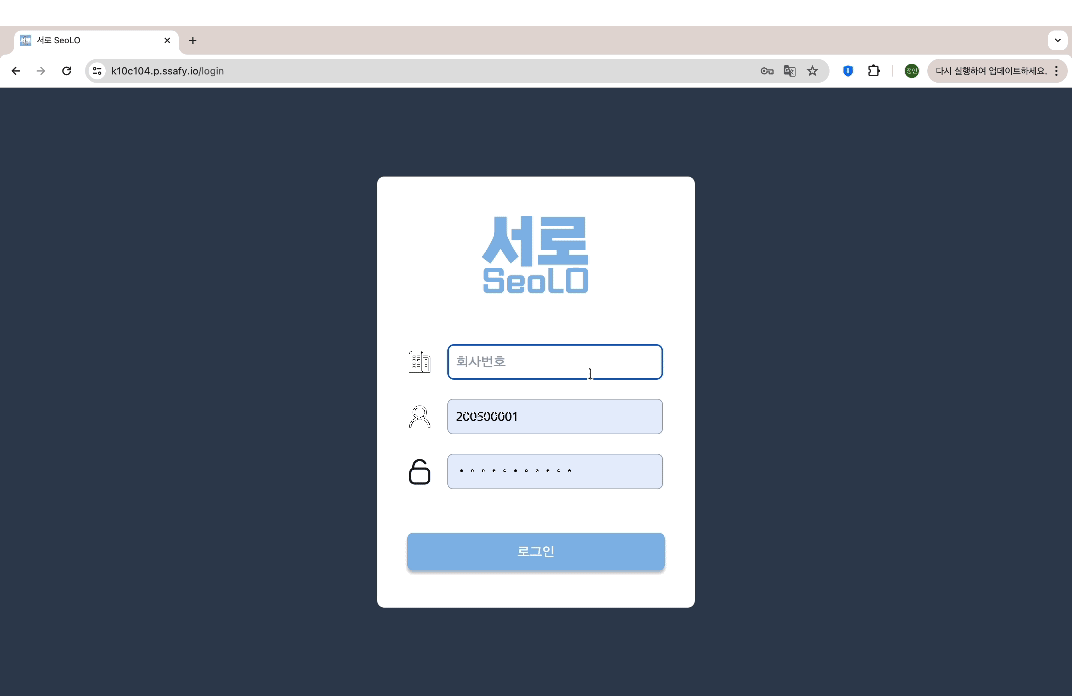 서로 SeoLO
k10c104.p.ssafy.io/login
다시 실행하여 업데이트하세요.
서로
SeoLO
회사번호
200500001
로그인